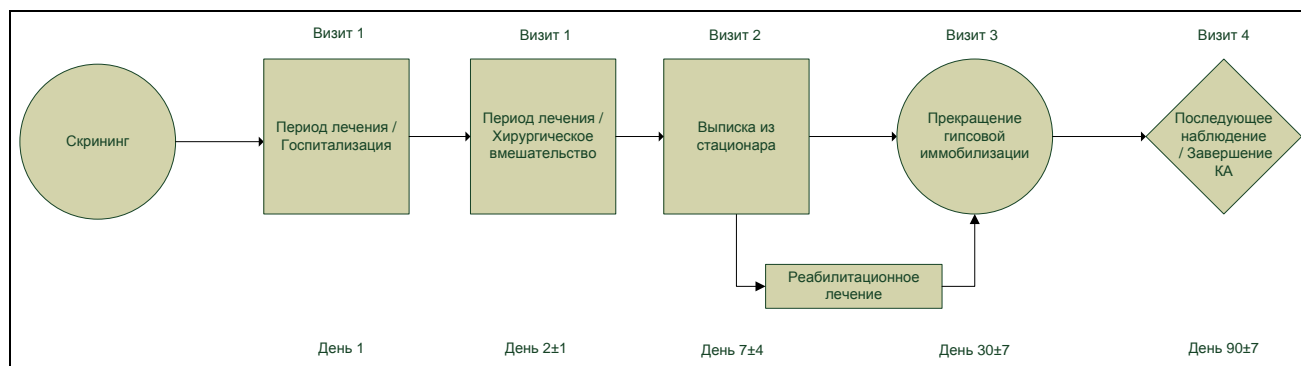 Визит 1
Визит 1
Визит 2
Визит 3
Визит 4
Скрининг
Период лечения /
Госпитализация
Период лечения /
Хирургическое
вмешательство
Выписка из
стационара
Прекращение
гипсовой
иммобилизации
Последующее
наблюдение
/ Завершение
КА
Реабилитационное
лечение
День 1
День 2±1
День 7±4
День 30±7
День 90±7